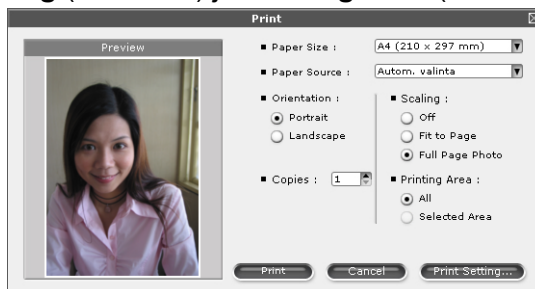 Print
Preview
Paper Size :
A4 (210 x 297 mm)
Paper Source :
Autom. valinta
Orientation :
Portrait
Landscape
Scaling :
Off
Fit to Page
Full Page Photo
Copies :
1
Printing Area :
All
Selected Area
Print
Cancel
Print Setting...